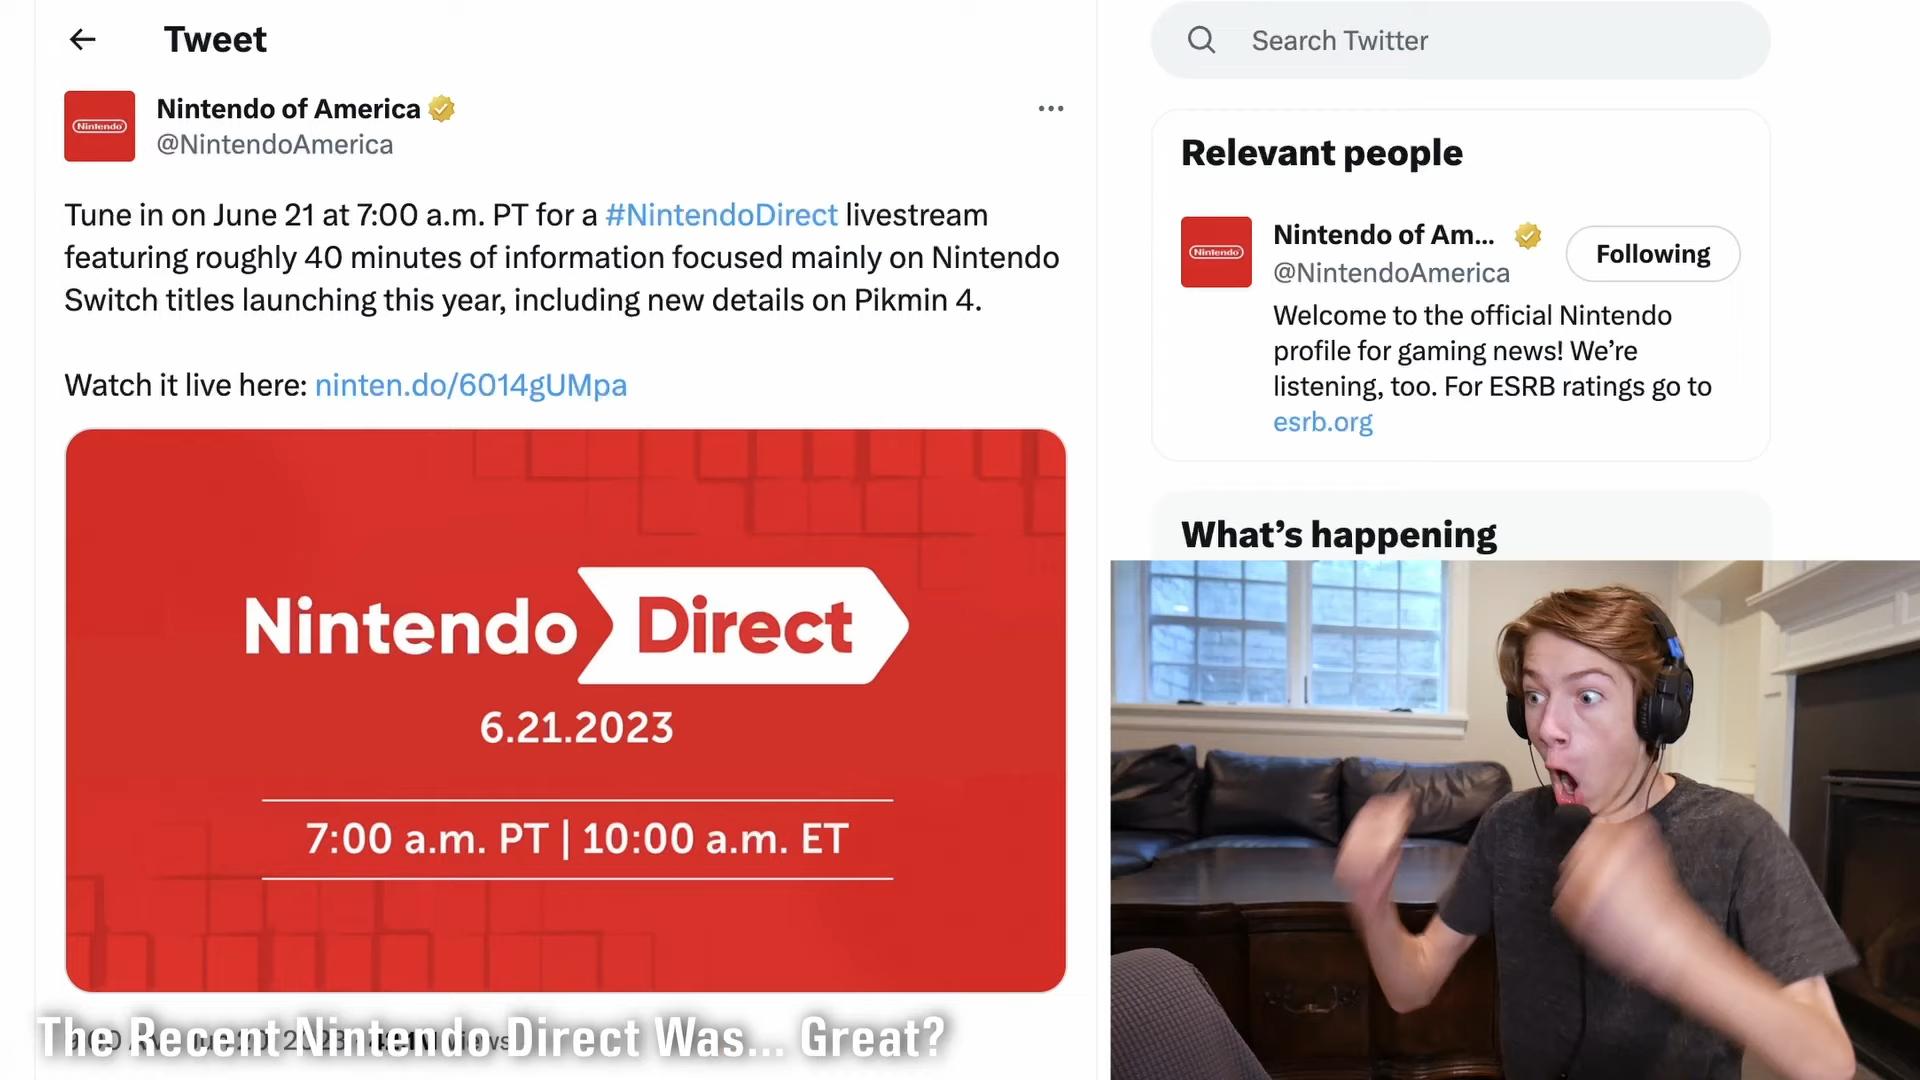 Tweet
Nintendo
Nintendo of America
@NintendoAmerica
Tune in on June 21 at 7:00 a.m. PT for a #NintendoDirect livestream
featuring roughly 40 minutes of information focused mainly on Nintendo
Switch titles launching this year, including new details on Pikmin 4.
Watch it live here: ninten.do/6014gUMpa
Nintendo Direct
6.21.2023
7:00 a.m. PT | 10:00 a.m. ET
The Recent Nintendo Direct Was... Great?
Search Twitter
Relevant people
Nintendo
Nintendo of Am...
@NintendoAmerica
Following
Welcome to the official Nintendo
profile for gaming news! We’re
listening, too. For ESRB ratings go to
esrb.org
What’s happening